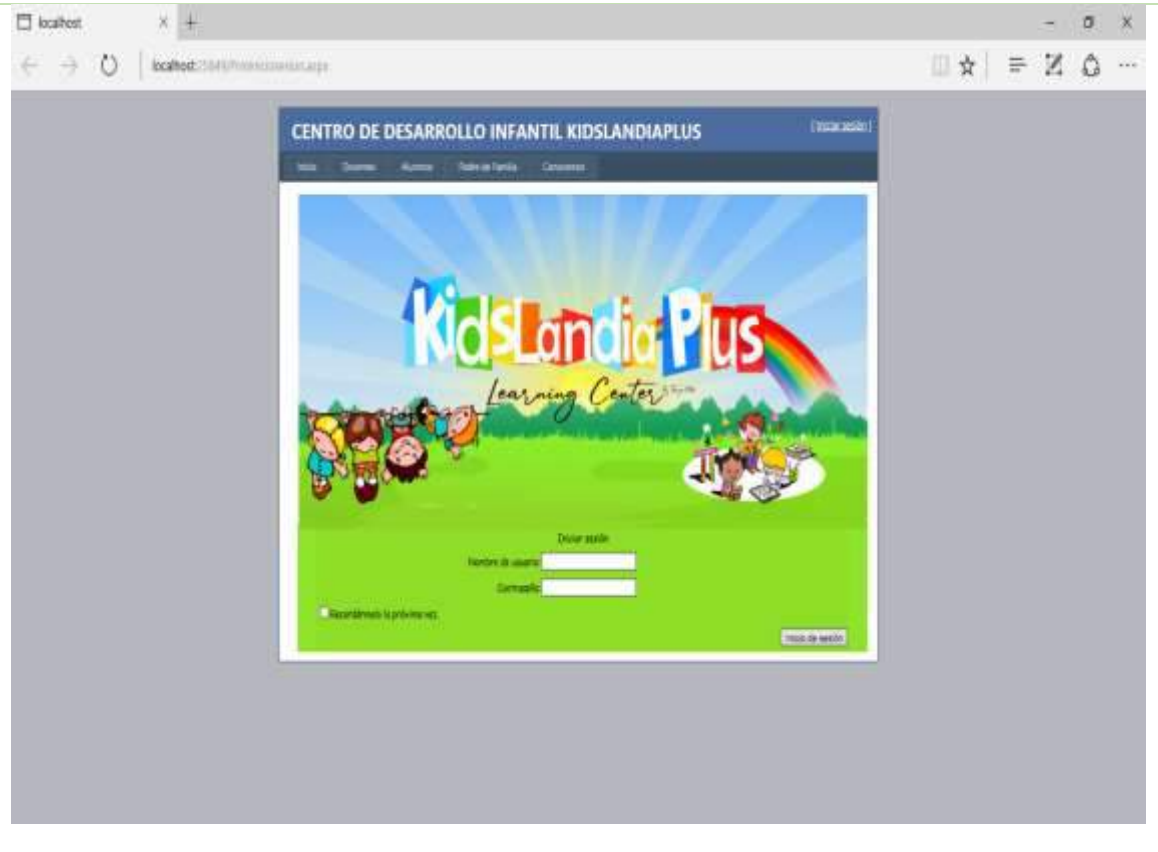 localhost
localhost:
CENTRO DE DESARROLLO INFANTIL KIDSLANDIAPLUS
[ Iniciar sesión ]
Inicio Docentes Alumnos Padre de Familia
KidsLandia Plus
Learning Center
Iniciar sesión
Nombre de usuario:
Contraseña:
Recordármelo la próxima vez.
Inicio de sesión